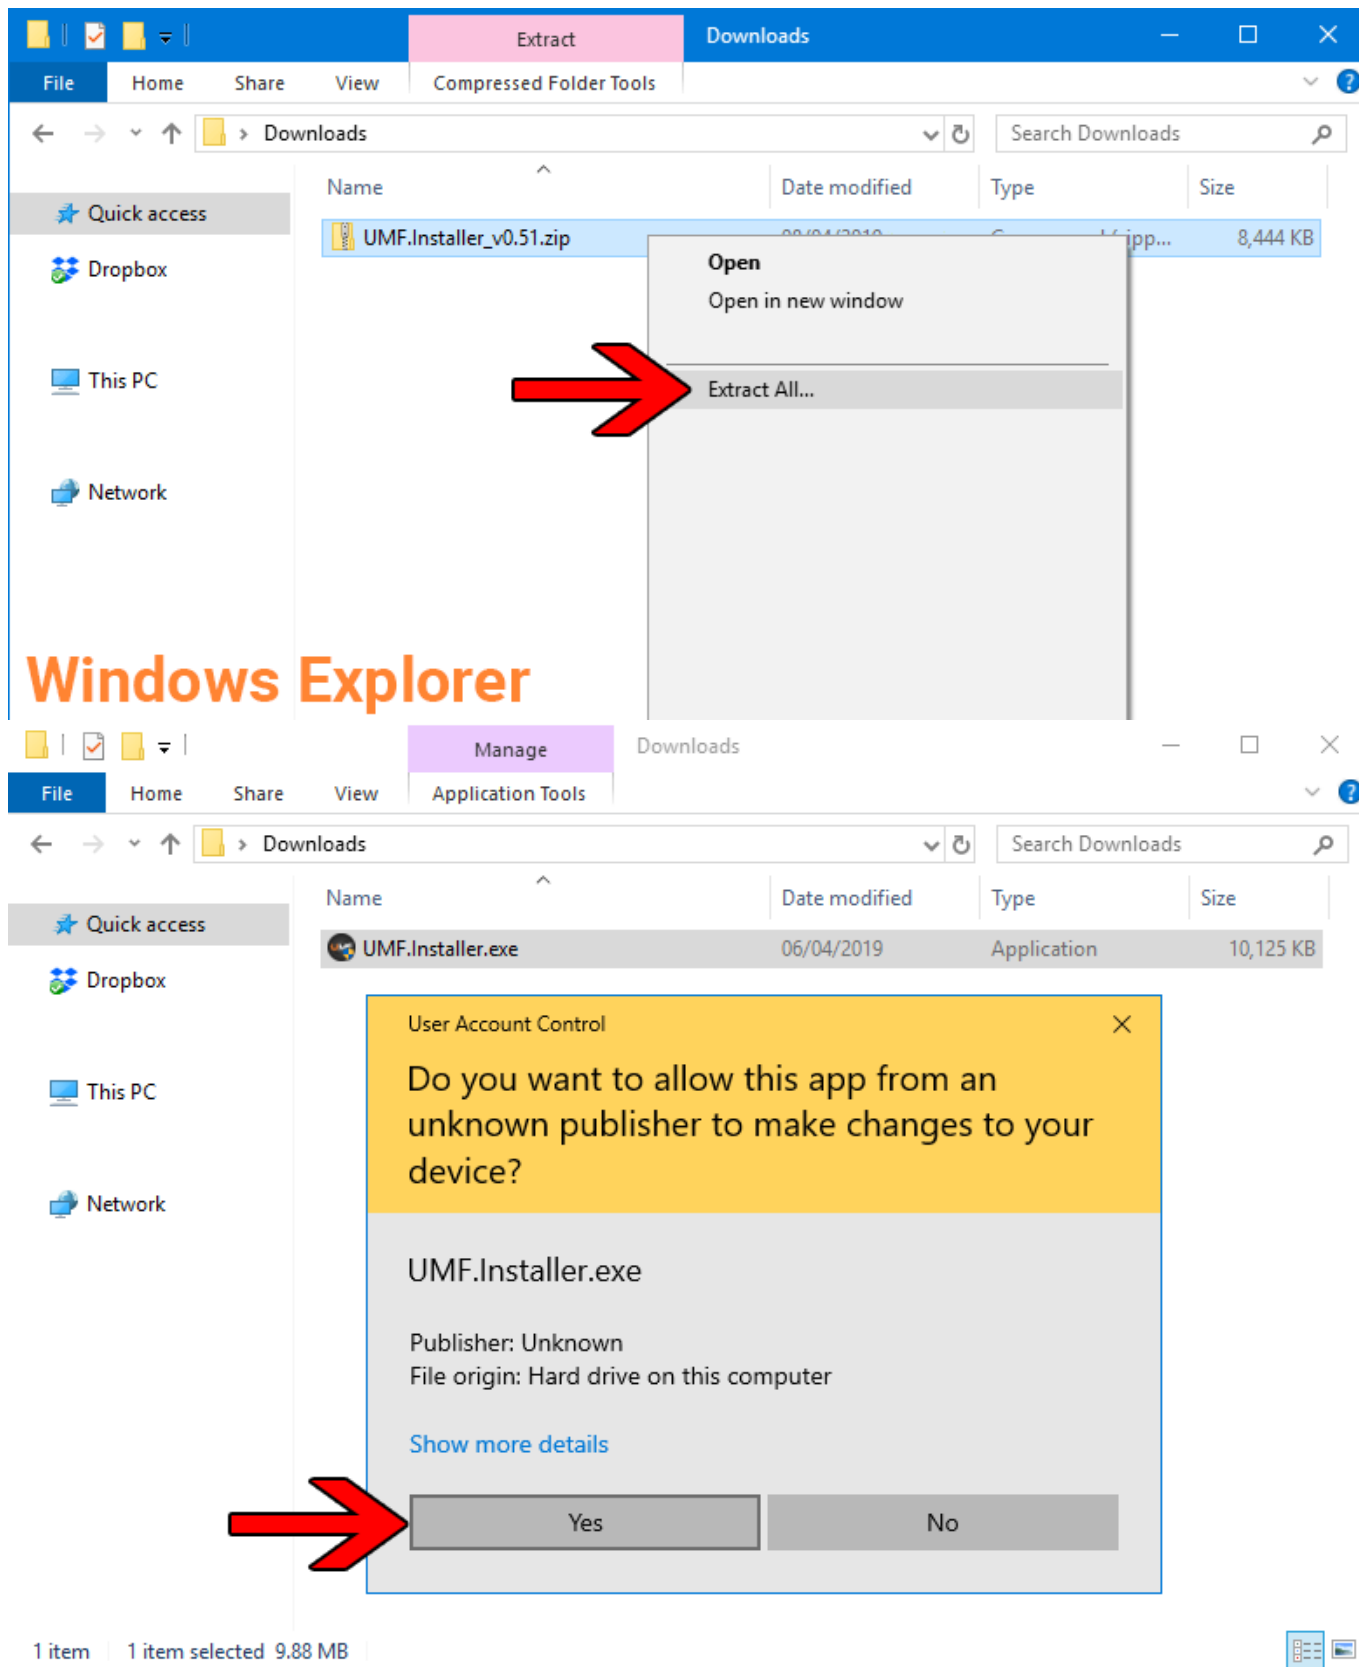 Extract
Downloads
File Home Share View Compressed Folder Tools
Downloads
Search Downloads
Name Date modified Type Size
Quick access
UMF.Installer_v0.51.zip 8,444 KB
Open
Dropbox
Open in new window
This PC
Extract All...
Network
Windows Explorer
Manage
Downloads
File Home Share View Application Tools
Downloads
Search Downloads
Name Date modified Type Size
Quick access
UMF.Installer.exe 06/04/2019 Application 10,125 KB
Dropbox
User Account Control
Do you want to allow this app from an
unknown publisher to make changes to your
device?
This PC
Network
UMF.Installer.exe
Publisher: Unknown
File origin: Hard drive on this computer
Show more details
Yes No
1 item 1 item selected 9.88 MB